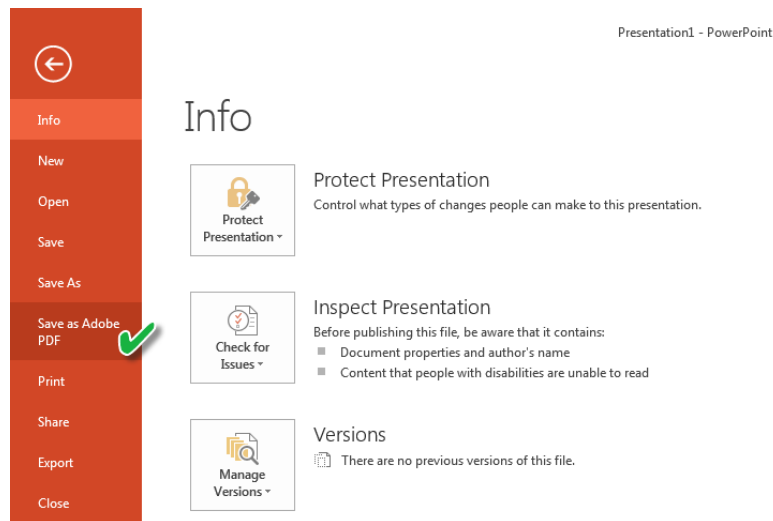 Presentation1 - PowerPoint
Info
New
Open
Save
Save As
Save as Adobe
PDF
Print
Share
Export
Close
Info
Protect
Presentation
Protect Presentation
Control what types of changes people can make to this presentation.
Check for
Issues
Inspect Presentation
Before publishing this file, be aware that it contains:
Document properties and author's name
Content that people with disabilities are unable to read
Manage
Versions
Versions
There are no previous versions of this file.